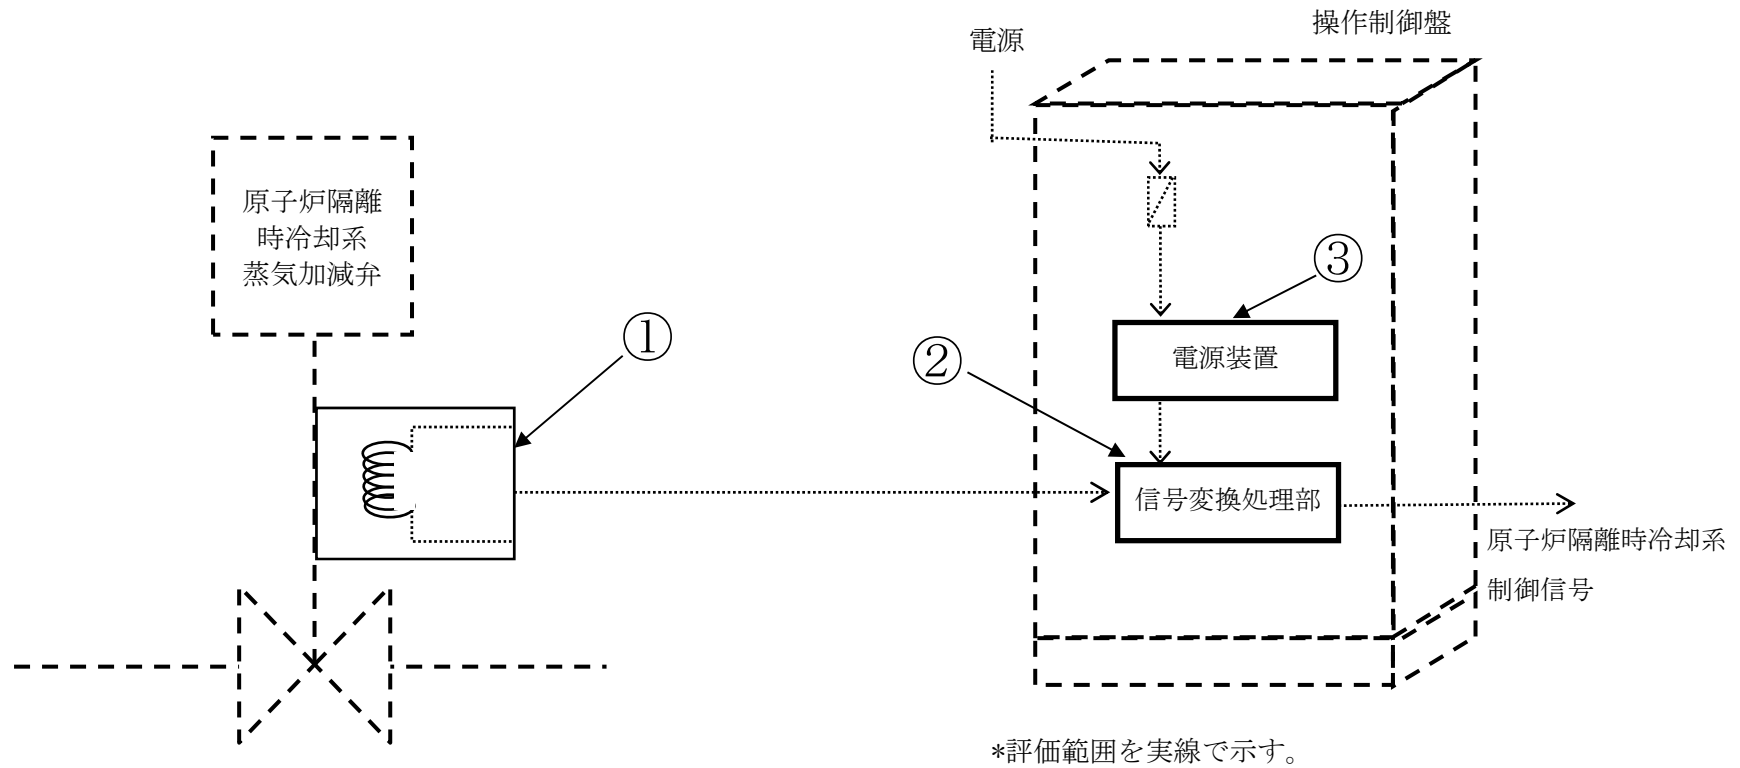 操作制御盤
電源
原子炉隔離
時冷却系
蒸気加減弁
①
②
③
電源装置
信号変換処理部
原子炉隔離時冷却系
制御信号
*評価範囲を実線で示す。